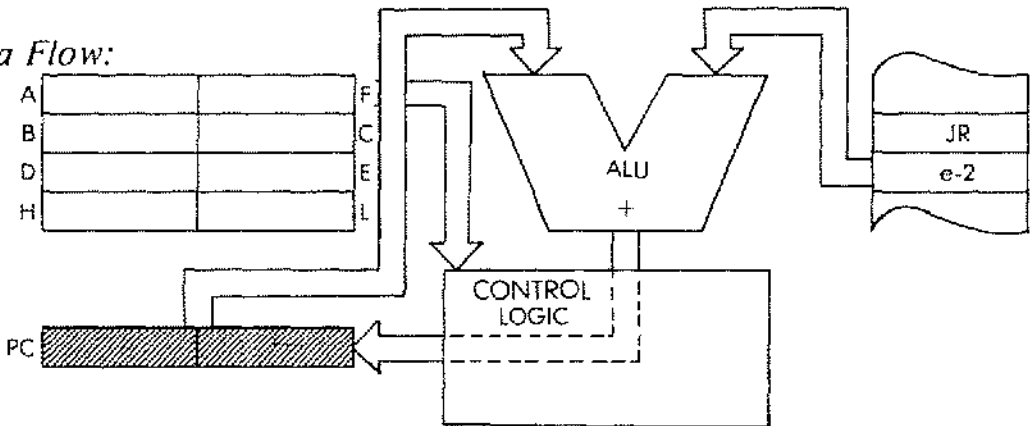 a Flow:
A F
B C
D E
H L
ALU
+
JR
e-2
CONTROL
LOGIC
PC